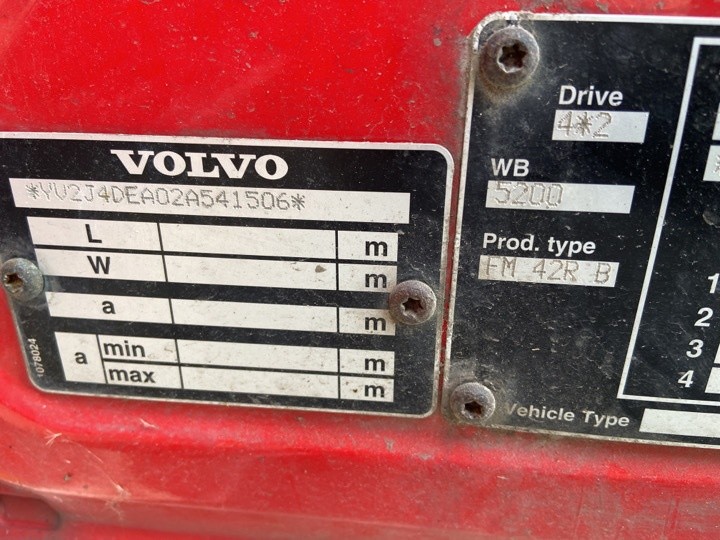 VOLVO
*YV2J4DEA02A541506*
L m
W m
a m
a min m
max m
1078024
Drive
4*2
WB
5200
Prod. type
FM 42R B
1
2
3
4
Vehicle Type